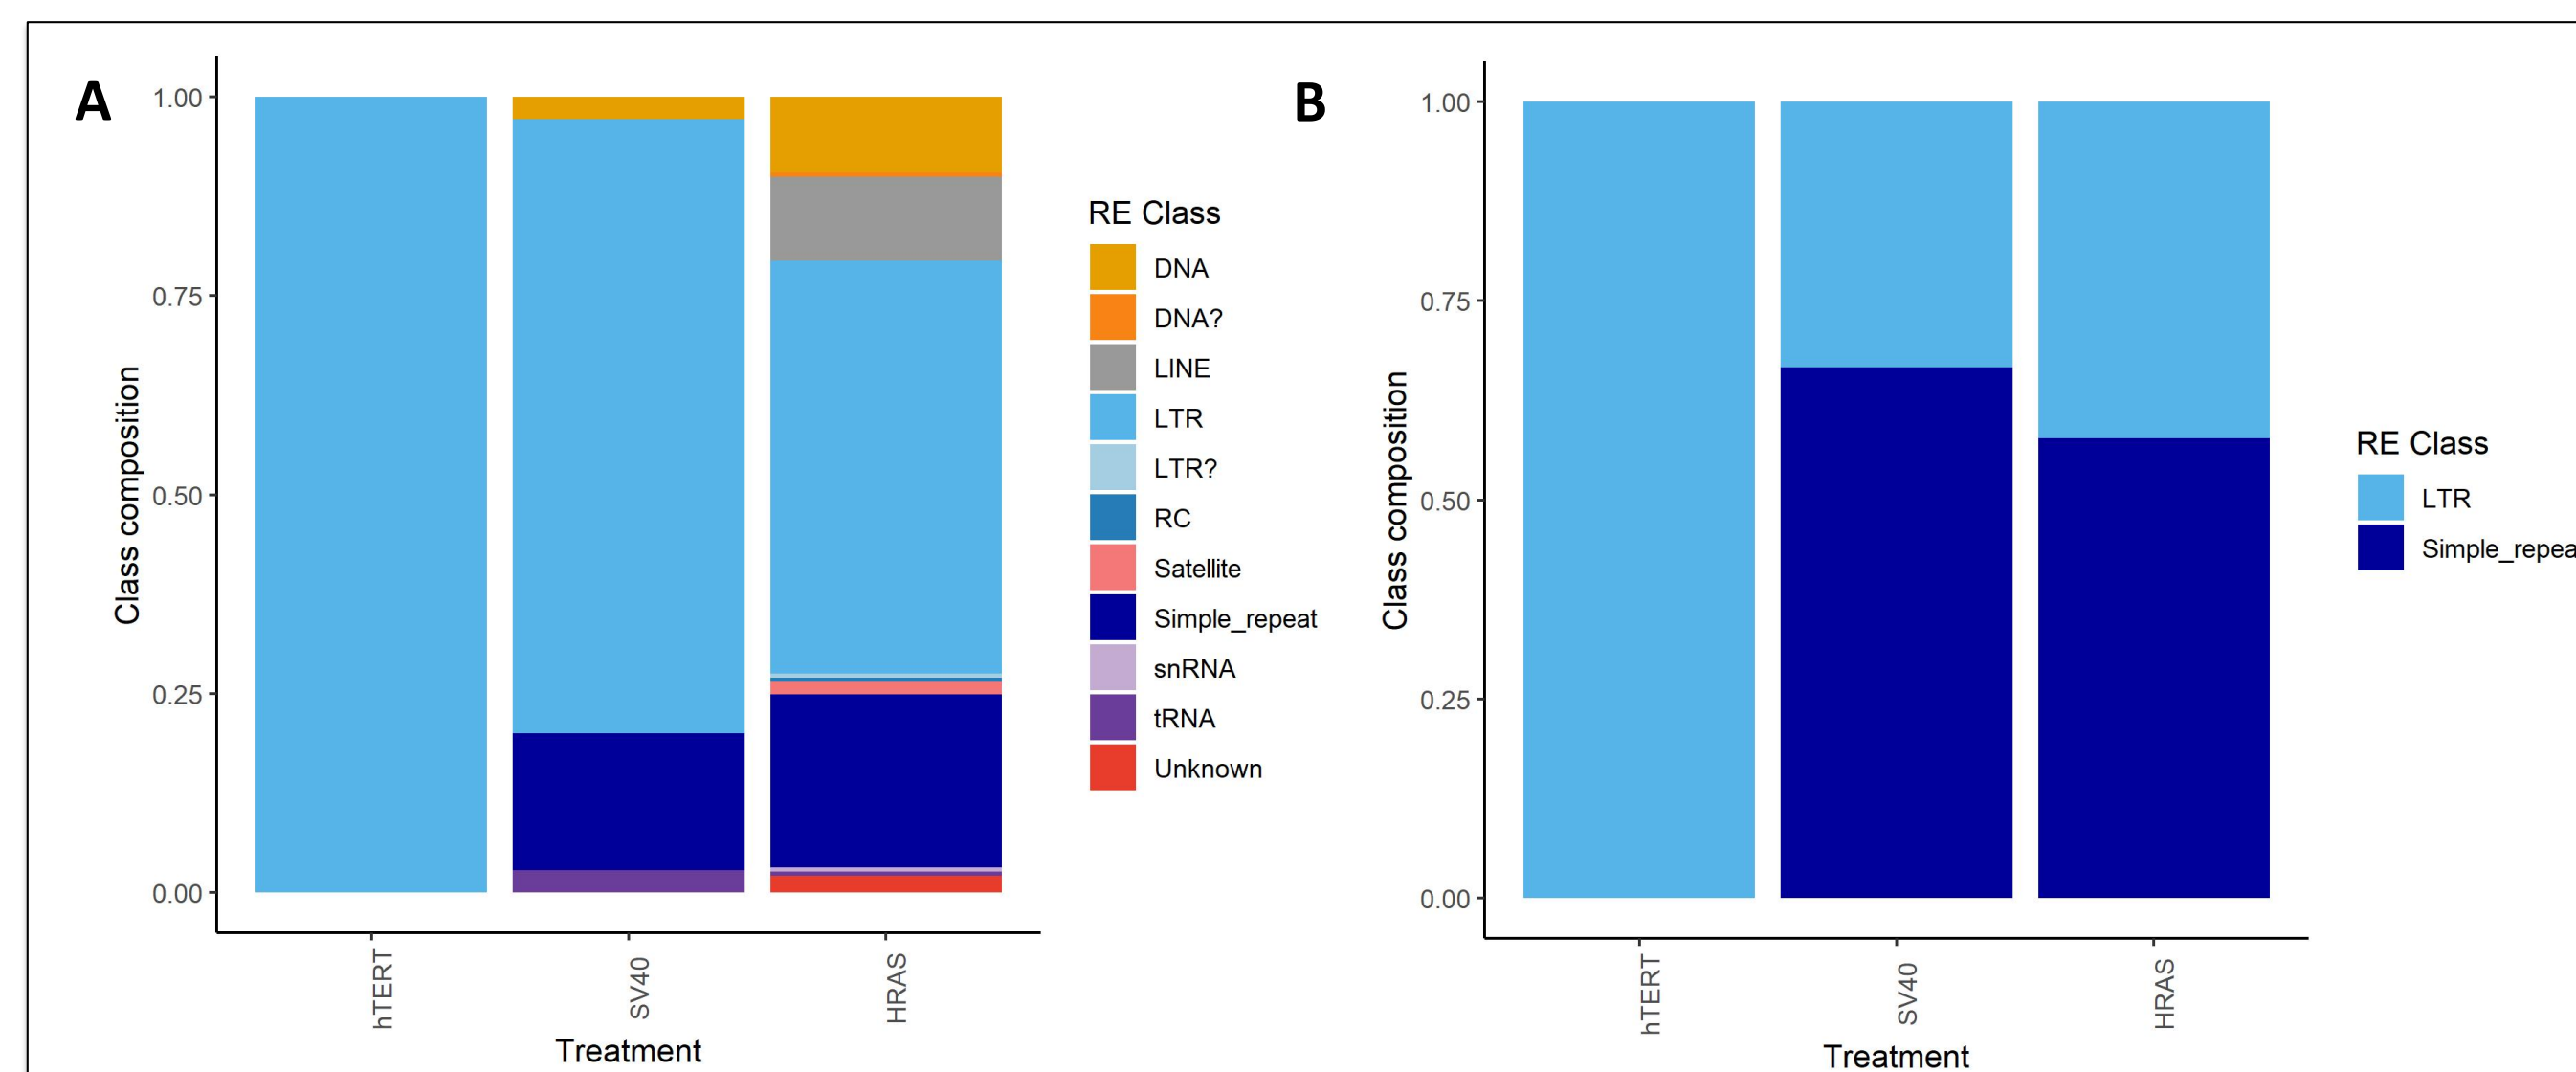 A
1.00
0.75
0.50
0.25
0.00
Class composition
hTERT
SV40
HRAS
Treatment
RE Class
DNA
DNA?
LINE
LTR
LTR?
RC
Satellite
Simple_repeat
snRNA
tRNA
Unknown
B
1.00
0.75
0.50
0.25
0.00
Class composition
hTERT
SV40
HRAS
Treatment
RE Class
LTR
Simple_repea